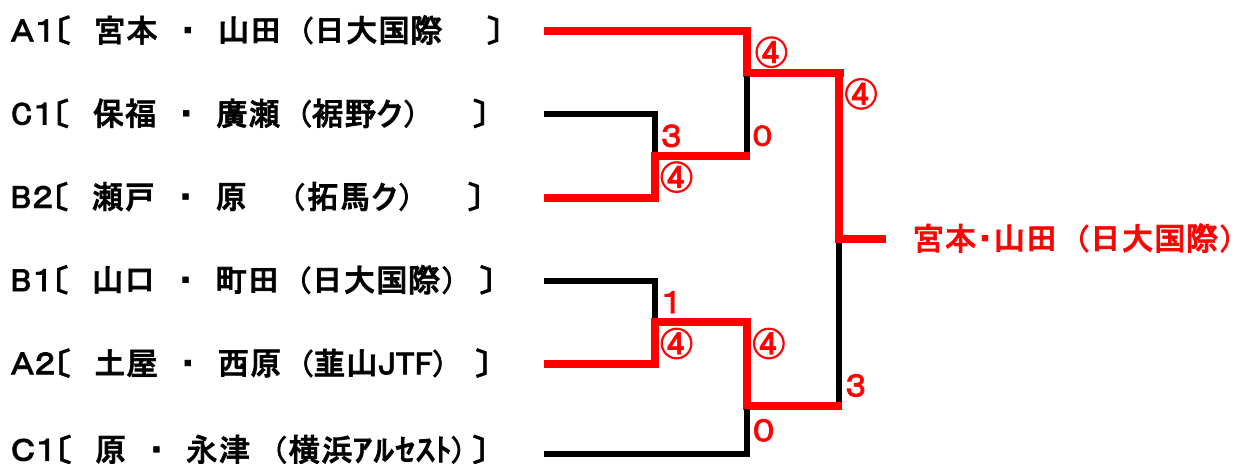 A1〔 宮本 ・ 山田 (日大国際 〕
④
④
C1〔 保福 ・ 廣瀬 (裾野ク) 〕
3
0
④
B2〔 瀬戸 ・ 原 (拓馬ク) 〕
宮本・山田 (日大国際)
B1〔 山口 ・ 町田 (日大国際) 〕
1
④
④
A2〔 土屋 ・ 西原 (韮山JTF) 〕
3
0
C1〔 原 ・ 永津 (横浜アルセスト) 〕